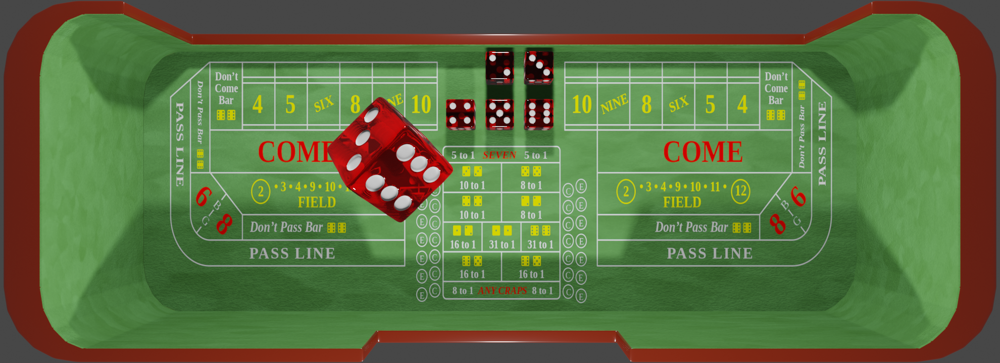 Don't
Come
Bar
4 5 SIX 8 NE 10
10 NINE 8 SIX 5 4
Don't
Come
Bar
Don't Pass Bar
PASS LINE
Don't Pass Bar
PASS LINE
COME
COME
5 to 1 SEVEN 5 to 1
10 to 1 8 to 1
10 to 1 8 to 1
16 to 1 31 to 1 31 to 1
16 to 1 16 to 1
8 to 1 ANY CRAPS 8 to 1
2 • 3 • 4 • 9 • 10 •
FIELD
2 • 3 • 4 • 9 • 10 • 11 • 12
FIELD
6 BIG 8
6 BIG 8
Don't Pass Bar
Don't Pass Bar
PASS LINE
PASS LINE
E C
E C
E C
E C
E C
E C
C E
C E
C E
C E
C E
C E
C E